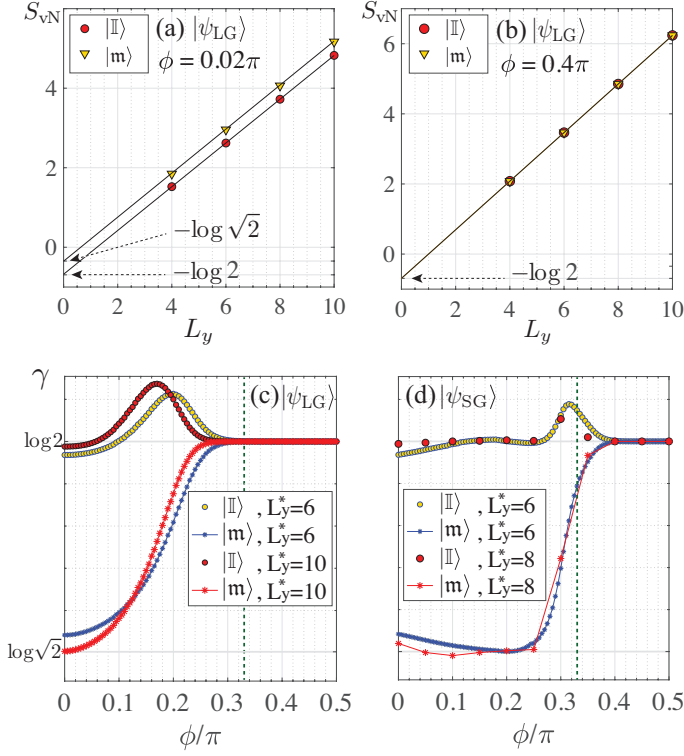 S_vN
(a) |ψ_LG⟩
ϕ = 0.02π
|𝕀⟩
|𝔪⟩
6
4
2
0
−log√2
−log 2
0 2 4 6 8 10
L_y
S_vN
(b) |ψ_LG⟩
ϕ = 0.4π
|𝕀⟩
|𝔪⟩
6
4
2
0
−log 2
0 2 4 6 8 10
L_y
γ
(c) |ψ_LG⟩
log 2
|𝕀⟩ , L*_y=6
|𝔪⟩ , L*_y=6
|𝕀⟩ , L*_y=10
|𝔪⟩ , L*_y=10
log√2
0 0.1 0.2 0.3 0.4 0.5
ϕ/π
(d) |ψ_SG⟩
|𝕀⟩ , L*_y=6
|𝔪⟩ , L*_y=6
|𝕀⟩ , L*_y=8
|𝔪⟩ , L*_y=8
0 0.1 0.2 0.3 0.4 0.5
ϕ/π